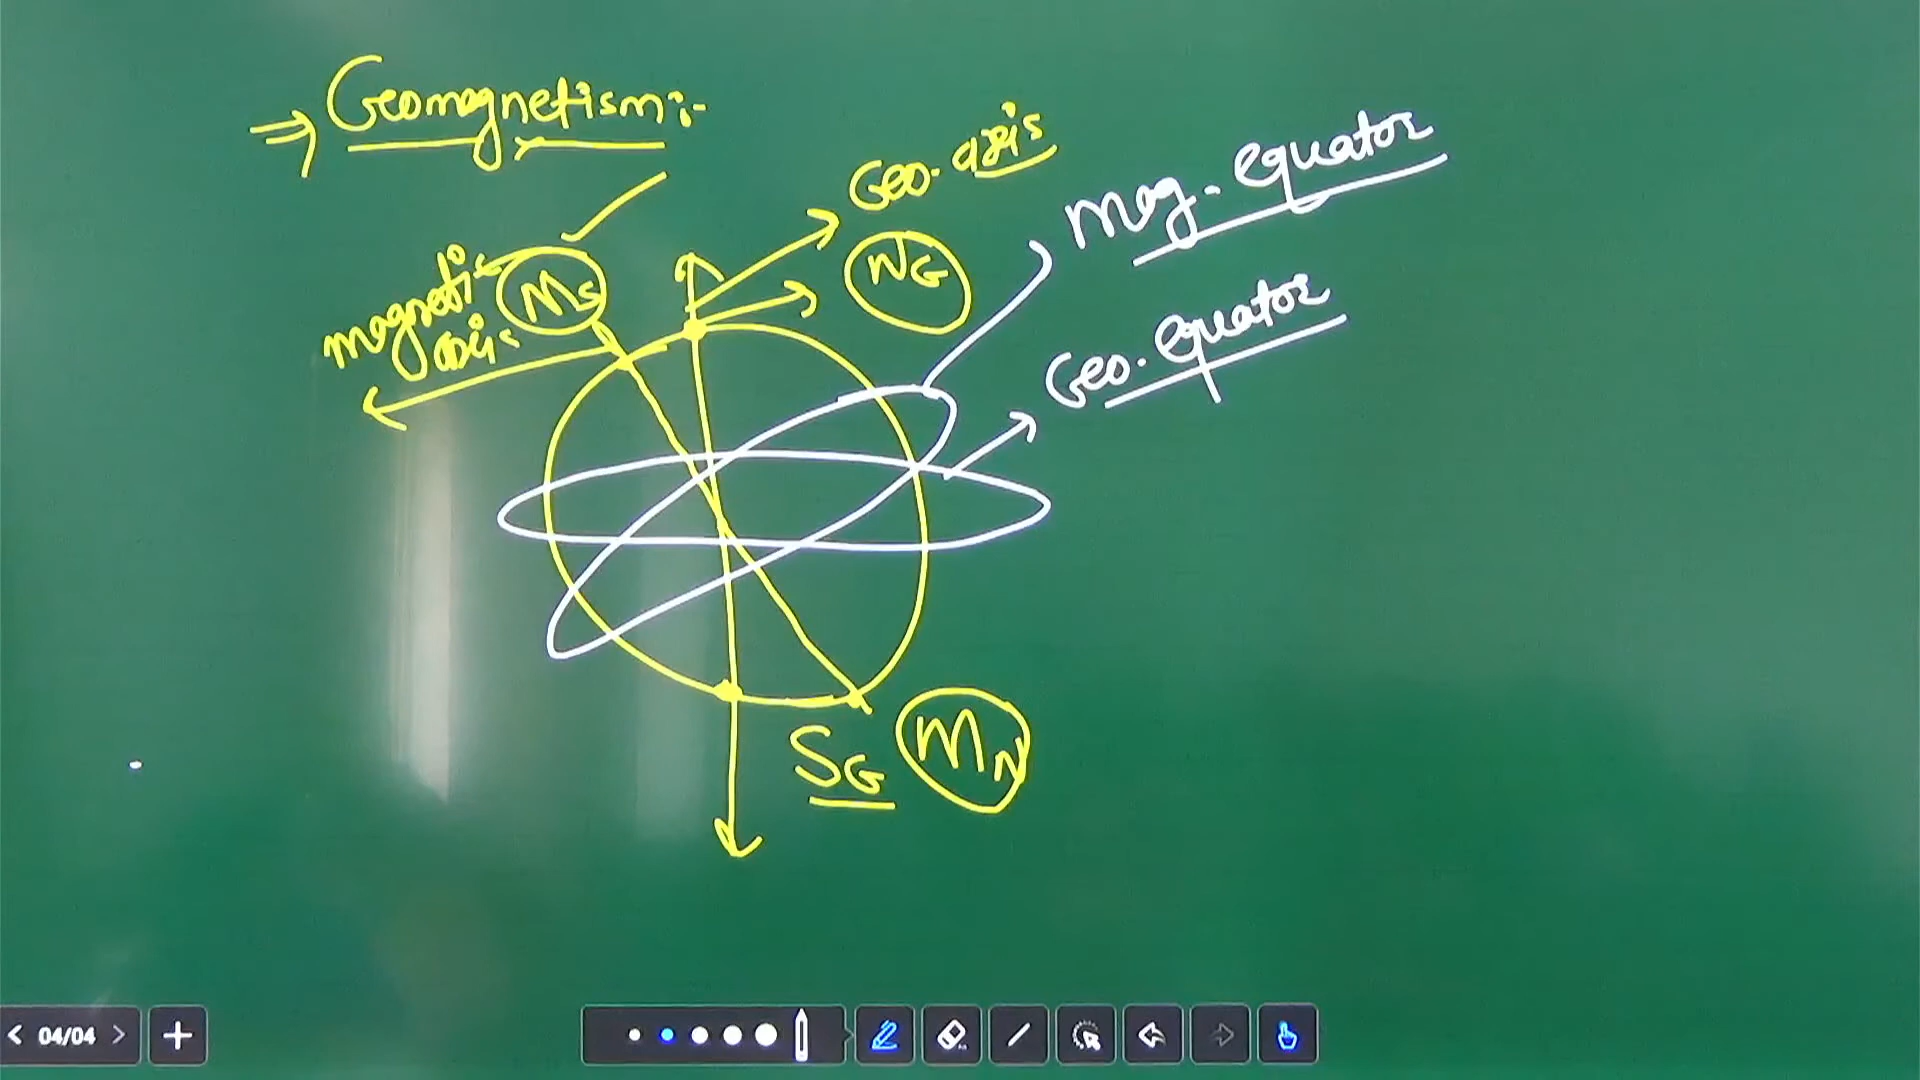 ⇒ Geomagnetism:-
Geo. axis
Mag. equator
NG
MS
magnetic
axis
Geo. equator
SG
MN
04/04